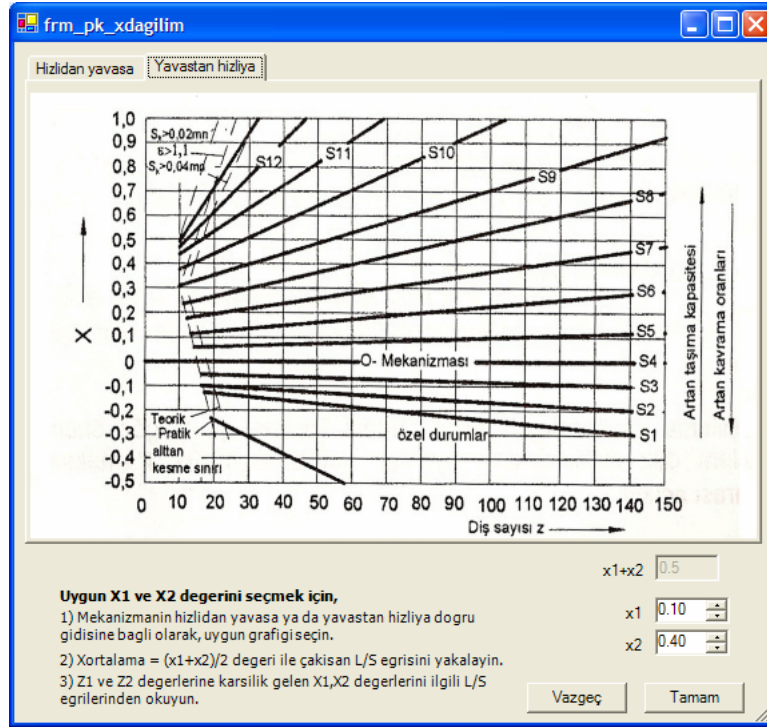 frm_pk_xdagilim
Hizlidan yavasa
Yavastan hizliya
1,0
0,9
0,8
0,7
0,6
0,5
0,4
0,3
0,2
0,1
0
-0,1
-0,2
-0,3
-0,4
-0,5
X
0 10 20 30 40 50 60 70 80 90 100 110 120 130 140 150
Diş sayısı z
ε>1,1
S12
S11
S10
S9
S8
S7
S6
S5
S4
S3
S2
S1
O- Mekanizması
özel durumlar
Teorik
Pratik
alttan
kesme sınırı
Artan taşıma kapasitesi
Artan kavrama oranları
x1+x2 0.5
x1 0.10
x2 0.40
Uygun X1 ve X2 degerini seçmek için,
1) Mekanizmanin hizlidan yavasa ya da yavastan hizliya dogru
gidisine bagli olarak, uygun grafigi seçin.
2) Xortalama = (x1+x2)/2 degeri ile çakisan L/S egrisini yakalayin.
3) Z1 ve Z2 degerlerine karsilik gelen X1,X2 degerlerini ilgili L/S
egrilerinden okuyun.
Vazgeç
Tamam